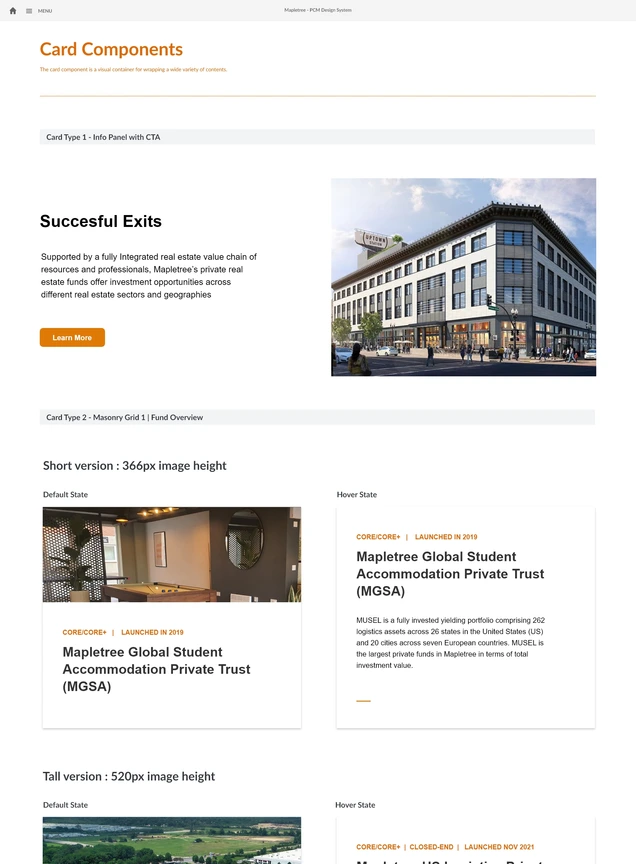 MENU
Mapletree - PCM Design System
Card Components
The card component is a visual container for wrapping a wide variety of contents.
Card Type 1 - Info Panel with CTA
Succesful Exits
Supported by a fully Integrated real estate value chain of
resources and professionals, Mapletree's private real
estate funds offer investment opportunities across
different real estate sectors and geographies
Learn More
UPTOWN
STATION
Card Type 2 - Masonry Grid 1 | Fund Overview
Short version : 366px image height
Default State
Hover State
CORE/CORE+ | LAUNCHED IN 2019
Mapletree Global Student
Accommodation Private Trust
(MGSA)
CORE/CORE+ | LAUNCHED IN 2019
Mapletree Global Student
Accommodation Private Trust
(MGSA)
MUSEL is a fully invested yielding portfolio comprising 262
logistics assets across 26 states in the United States (US)
and 20 cities across seven European countries. MUSEL is
the largest private funds in Mapletree in terms of total
investment value.
Tall version : 520px image height
Default State
Hover State
CORE/CORE+ | CLOSED-END | LAUNCHED NOV 2021